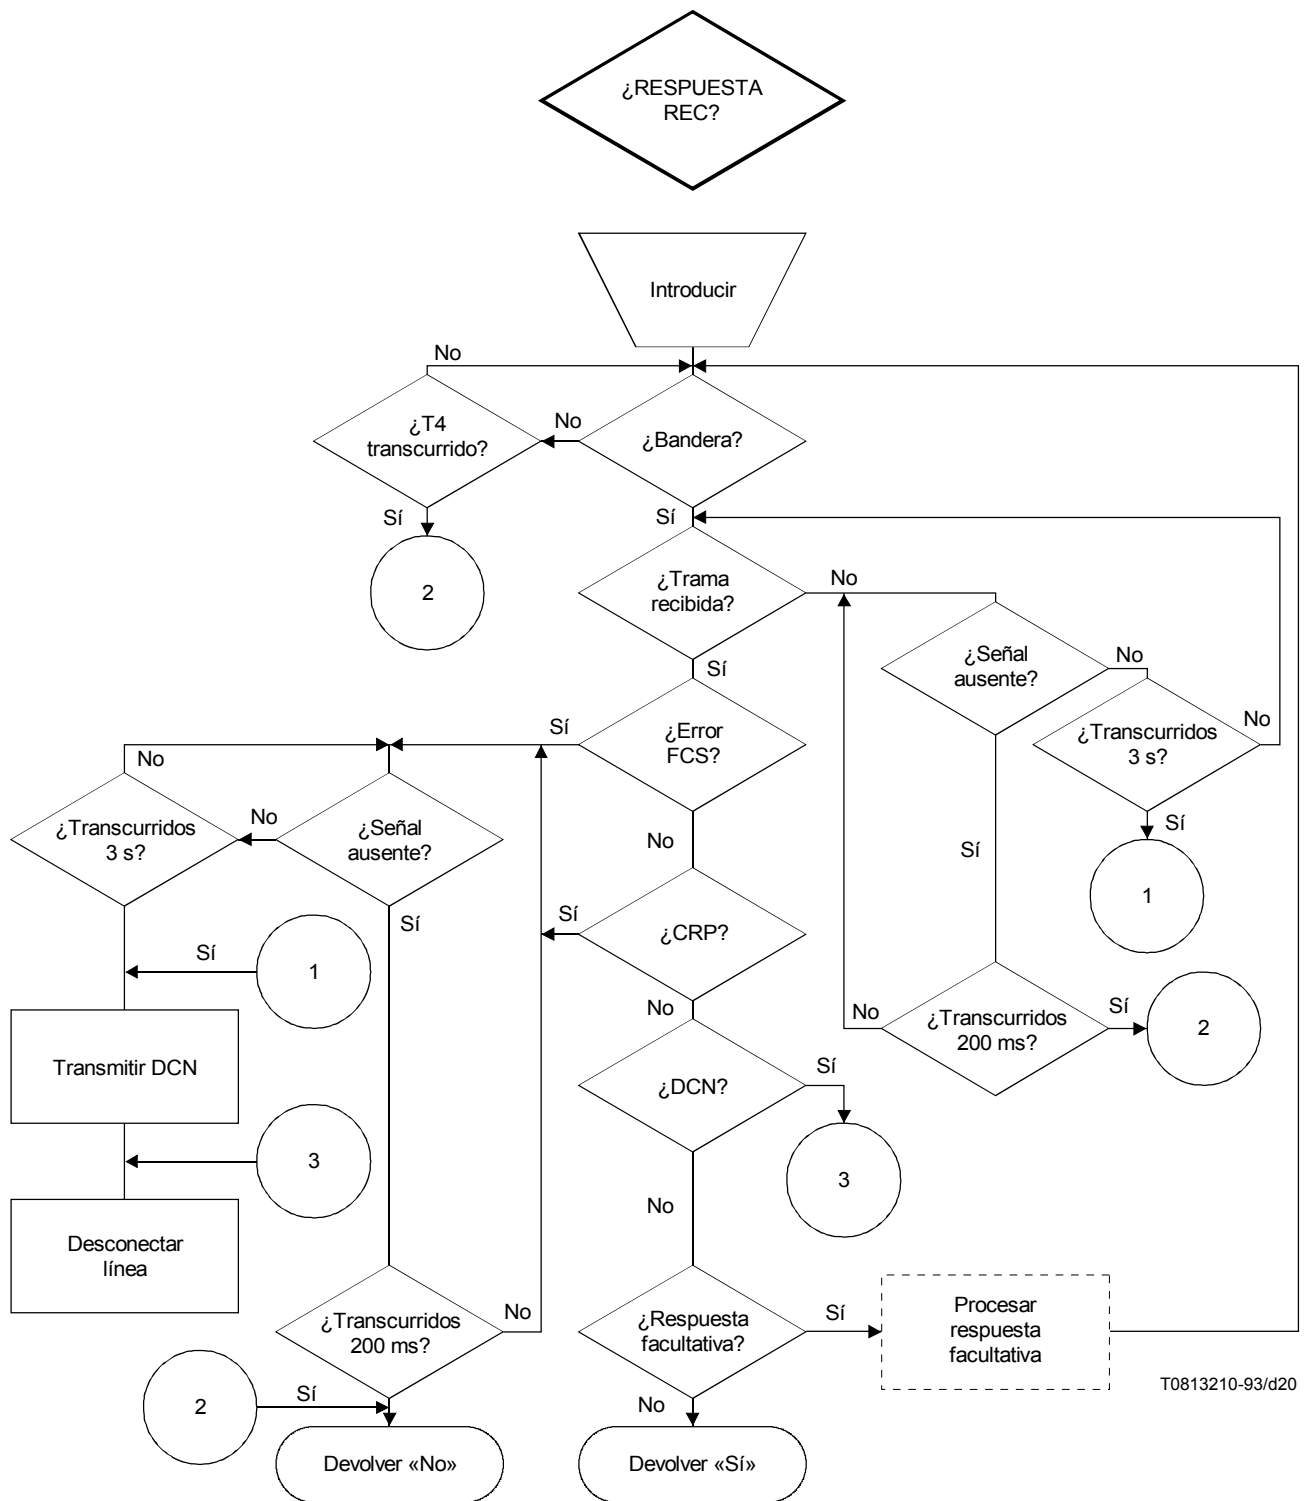 ¿RESPUESTA
REC?
Introducir
No
¿T4
transcurrido?
No
¿Bandera?
Sí
Sí
2
¿Trama
recibida?
No
¿Señal
ausente?
No
Sí
¿Transcurridos
3 s?
No
Sí
1
Sí
¿Error
FCS?
Sí
No
No
¿Transcurridos
3 s?
No
¿Señal
ausente?
Sí
Sí
1
Sí
¿CRP?
No
No
¿Transcurridos
200 ms?
Sí
2
Transmitir DCN
¿DCN?
Sí
3
3
No
Desconectar
línea
¿Transcurridos
200 ms?
No
¿Respuesta
facultativa?
Sí
Procesar
respuesta
facultativa
T0813210-93/d20
2
Sí
No
Devolver «No»
Devolver «Sí»